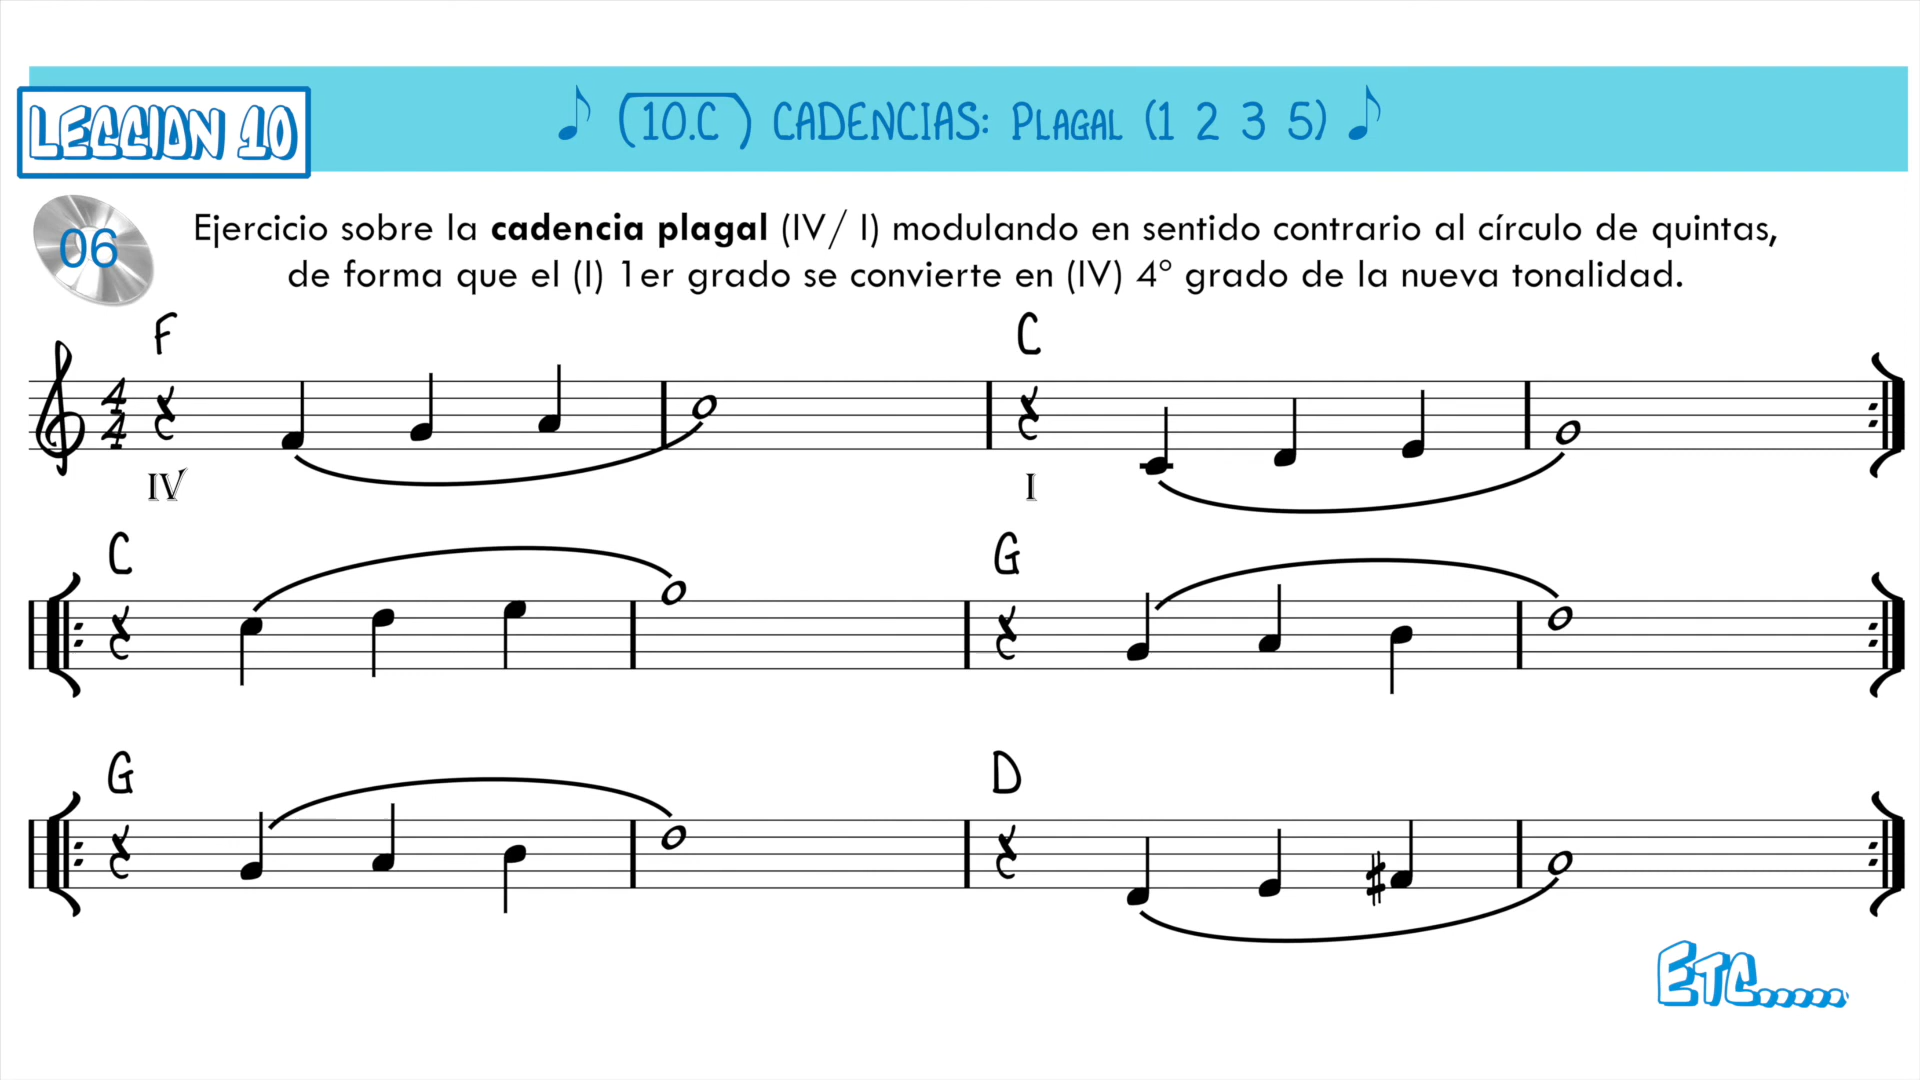 LECCION 10
(10.C) CADENCIAS: PLAGAL (1 2 3 5)
06
Ejercicio sobre la cadencia plagal (IV/ I) modulando en sentido contrario al círculo de quintas,
de forma que el (I) 1er grado se convierte en (IV) 4° grado de la nueva tonalidad.
F C
4
4
IV I
C G
G D
ETC......